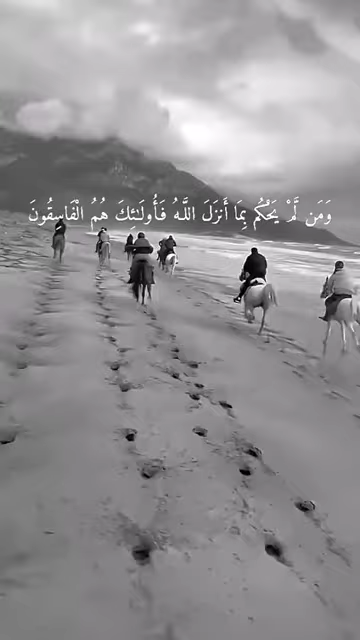 وَمَن لَّمْ يَحْكُم بِمَا أَنزَلَ اللَّهُ فَأُولَٰئِكَ هُمُ الْفَاسِقُونَ